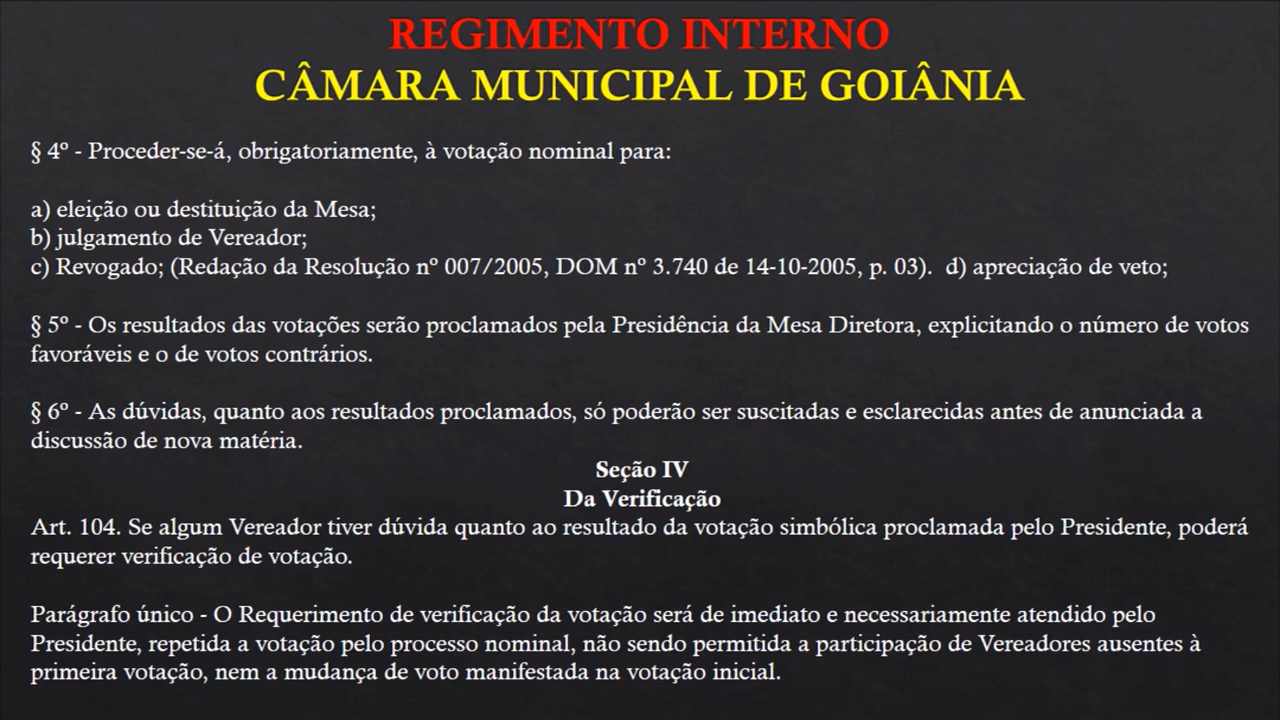 REGIMENTO INTERNO
CÂMARA MUNICIPAL DE GOIÂNIA
§ 4º - Proceder-se-á, obrigatoriamente, à votação nominal para:
a) eleição ou destituição da Mesa;
b) julgamento de Vereador;
c) Revogado; (Redação da Resolução nº 007/2005, DOM nº 3.740 de 14-10-2005, p. 03).  d) apreciação de veto;
§ 5º - Os resultados das votações serão proclamados pela Presidência da Mesa Diretora, explicitando o número de votos
favoráveis e o de votos contrários.
§ 6º - As dúvidas, quanto aos resultados proclamados, só poderão ser suscitadas e esclarecidas antes de anunciada a
discussão de nova matéria.
Seção IV
Da Verificação
Art. 104. Se algum Vereador tiver dúvida quanto ao resultado da votação simbólica proclamada pelo Presidente, poderá
requerer verificação de votação.
Parágrafo único - O Requerimento de verificação da votação será de imediato e necessariamente atendido pelo
Presidente, repetida a votação pelo processo nominal, não sendo permitida a participação de Vereadores ausentes à
primeira votação, nem a mudança de voto manifestada na votação inicial.